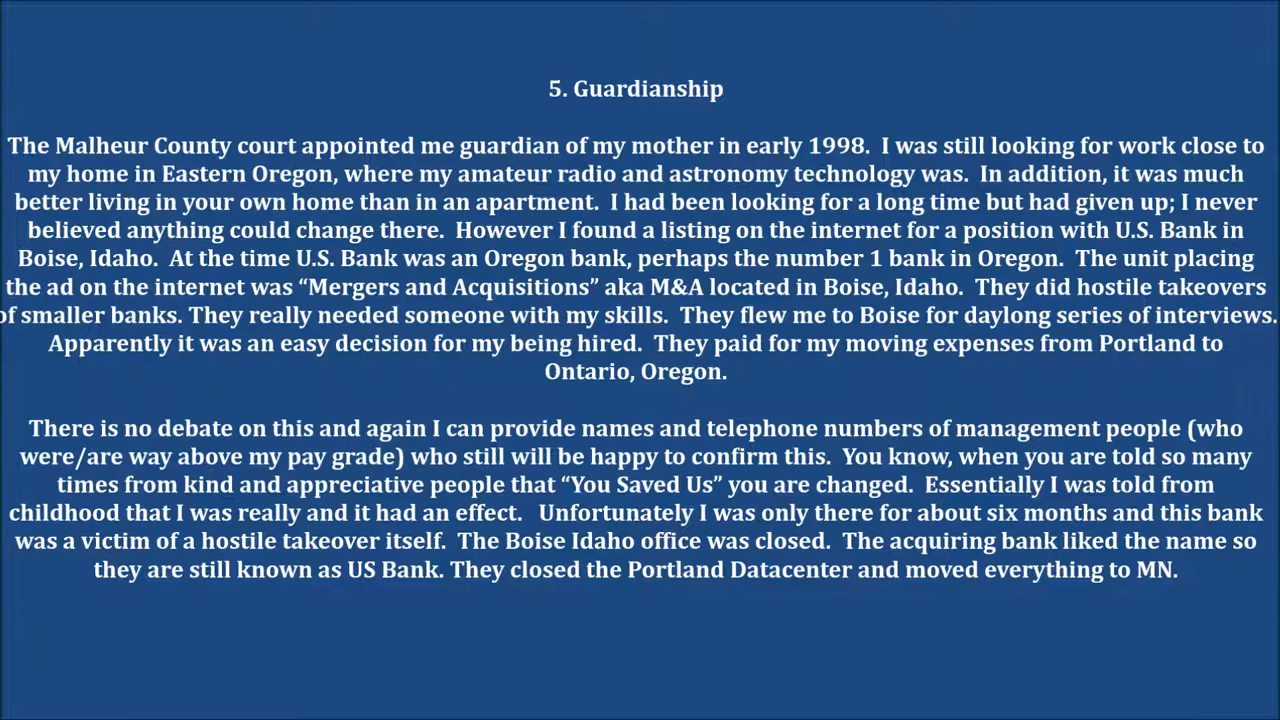 5. Guardianship
The Malheur County court appointed me guardian of my mother in early 1998.  I was still looking for work close to
my home in Eastern Oregon, where my amateur radio and astronomy technology was.  In addition, it was much
better living in your own home than in an apartment.  I had been looking for a long time but had given up; I never
believed anything could change there.  However I found a listing on the internet for a position with U.S. Bank in
Boise, Idaho.  At the time U.S. Bank was an Oregon bank, perhaps the number 1 bank in Oregon.  The unit placing
the ad on the internet was “Mergers and Acquisitions” aka M&A located in Boise, Idaho.  They did hostile takeovers
of smaller banks. They really needed someone with my skills.  They flew me to Boise for daylong series of interviews.
Apparently it was an easy decision for my being hired.  They paid for my moving expenses from Portland to
Ontario, Oregon.
There is no debate on this and again I can provide names and telephone numbers of management people (who
were/are way above my pay grade) who still will be happy to confirm this.  You know, when you are told so many
times from kind and appreciative people that “You Saved Us” you are changed.  Essentially I was told from
childhood that I was really and it had an effect.   Unfortunately I was only there for about six months and this bank
was a victim of a hostile takeover itself.  The Boise Idaho office was closed.  The acquiring bank liked the name so
they are still known as US Bank. They closed the Portland Datacenter and moved everything to MN.